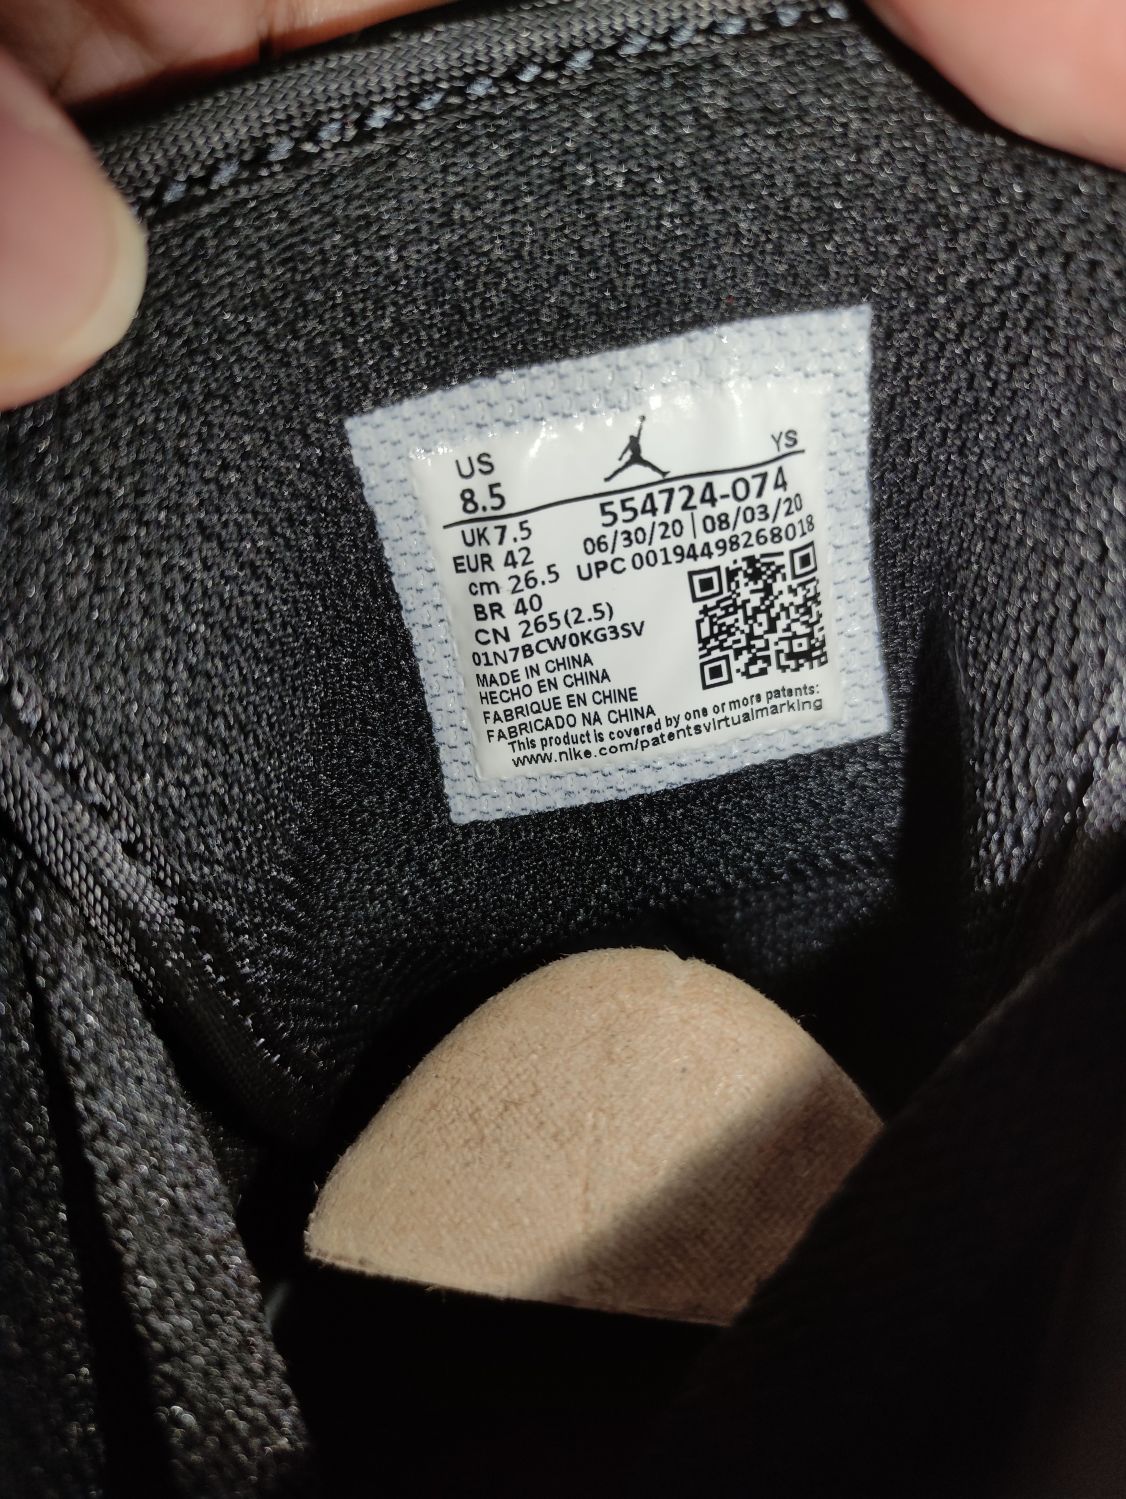 US
8.5
YS
554724-074
UK 7.5
06/30/20 | 08/03/20
EUR 42
UPC 00194498268018
cm 26.5
BR 40
CN 265(2.5)
01N7BCW0KG3SV
MADE IN CHINA
HECHO EN CHINA
FABRIQUE EN CHINE
FABRICADO NA CHINA
This product is covered by one or more patents:
www.nike.com/patentsvirtualmarking